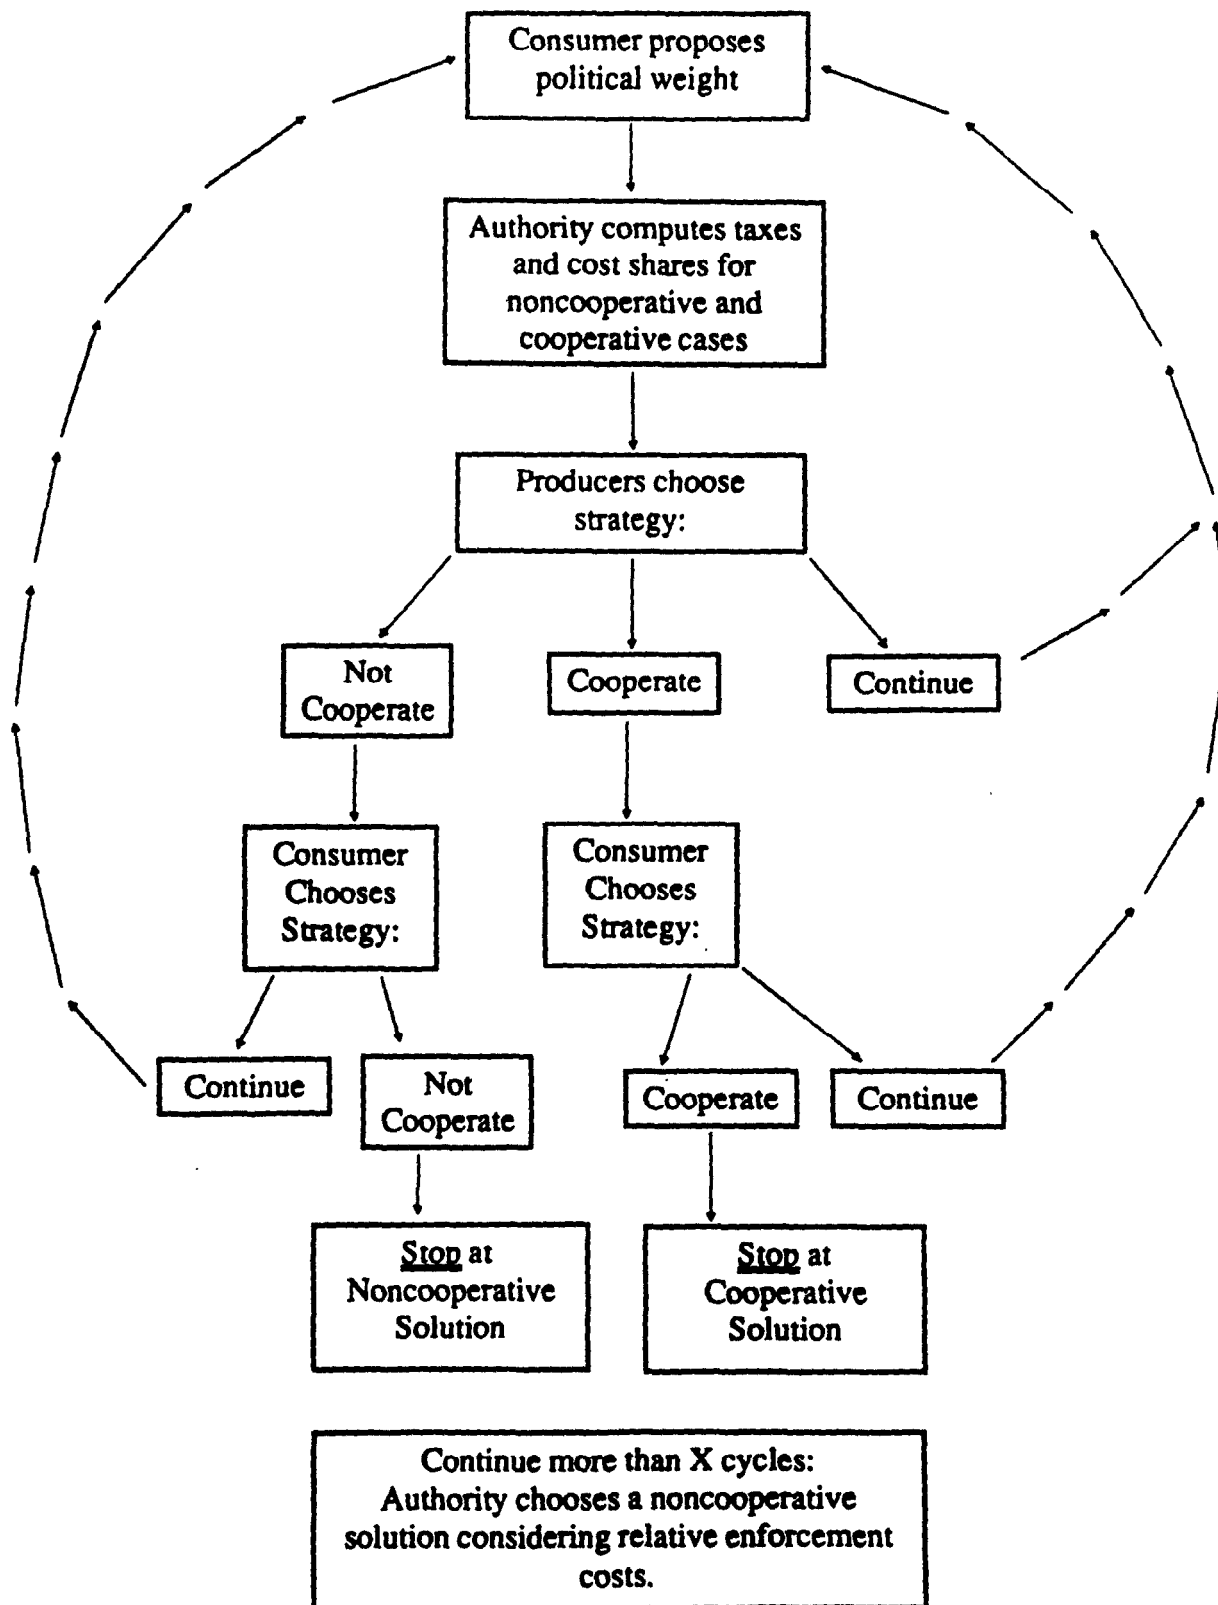 Consumer proposes
political weight
Authority computes taxes
and cost shares for
noncooperative and
cooperative cases
Producers choose
strategy:
Not
Cooperate
Cooperate
Continue
Consumer
Chooses
Strategy:
Consumer
Chooses
Strategy:
Continue
Not
Cooperate
Cooperate
Continue
Stop at
Noncooperative
Solution
Stop at
Cooperative
Solution
Continue more than X cycles:
Authority chooses a noncooperative
solution considering relative enforcement
costs.